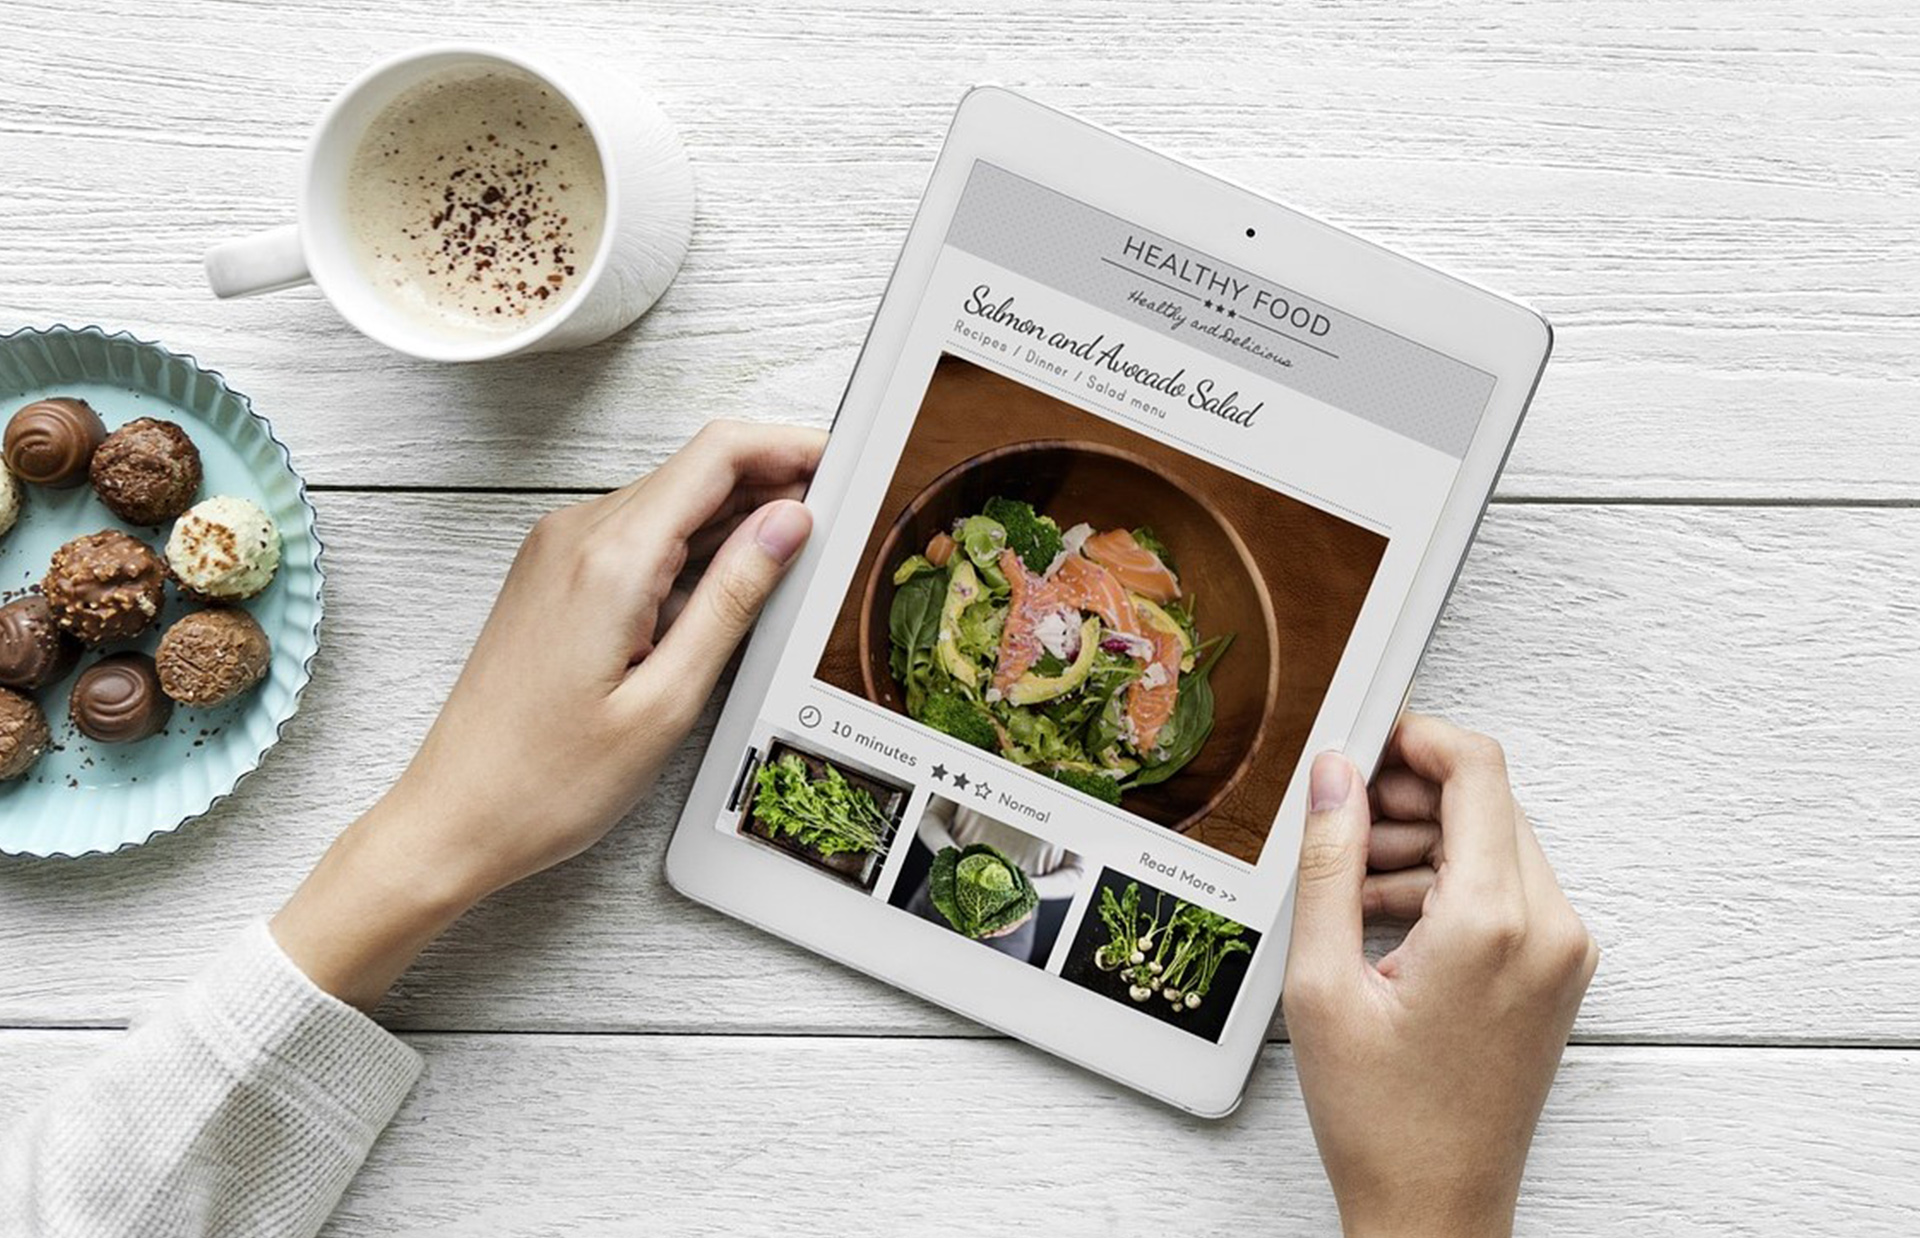 HEALTHY FOOD
Healthy and Delicious
Salmon and Avocado Salad
Recipes / Dinner / Salad menu
10 minutes
Normal
Read More >>